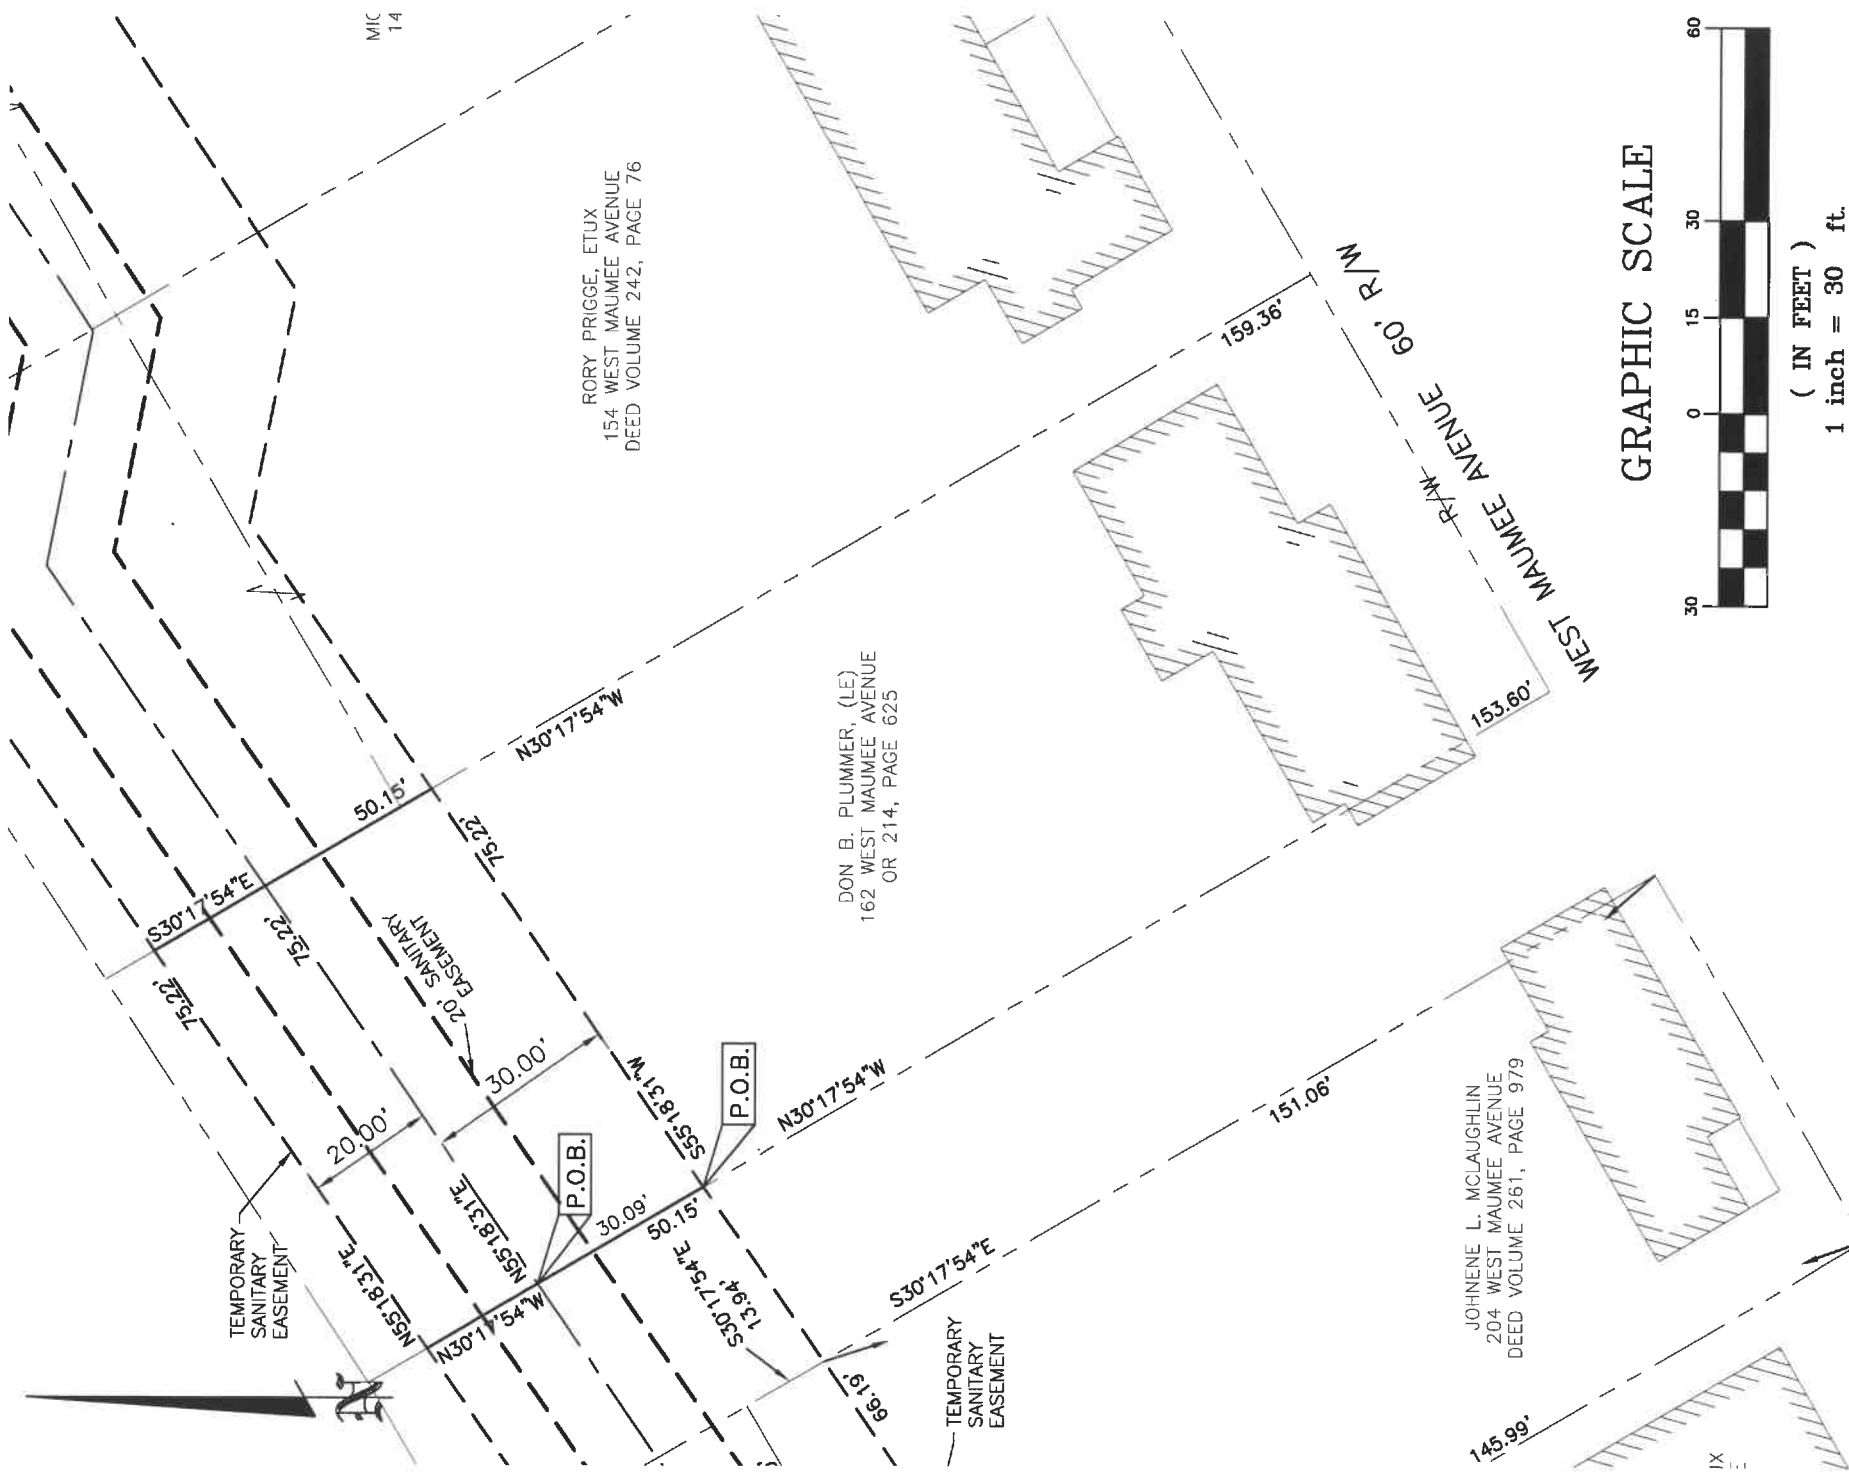 MIC
14
RORY PRIGGE, ETUX
154 WEST MAUMEE AVENUE
DEED VOLUME 242, PAGE 76
159.36'
WEST MAUMEE AVENUE 60' R/W
R/W
50.15'
S30°17'54"E
75.22'
75.22'
75.22'
N30°17'54"W
20' SANITARY
EASEMENT
DON B. PLUMMER, (LE)
162 WEST MAUMEE AVENUE
OR 214, PAGE 625
153.60'
20.00'
30.00'
TEMPORARY
SANITARY
EASEMENT
N55°18'31"E
N55°18'31"E
S55°18'31"W
P.O.B.
P.O.B.
N30°17'54"W
30.09'
50.15'
N30°17'54"W
S30°17'54"E
13.94'
S30°17'54"E
151.06'
66.19'
TEMPORARY
SANITARY
EASEMENT
JOHNENE L. MCLAUGHLIN
204 WEST MAUMEE AVENUE
DEED VOLUME 261, PAGE 979
145.99'
UX
GRAPHIC SCALE
30 0 15 30 60
( IN FEET )
1 inch = 30 ft.